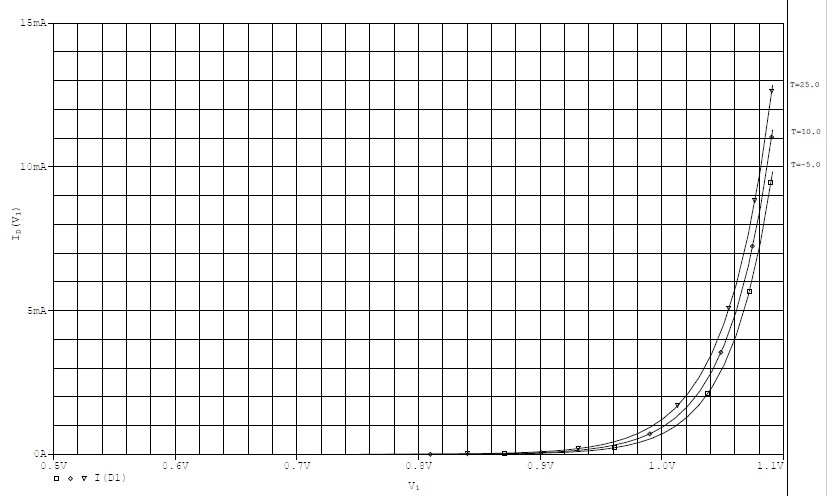 15mA
T=25.0
T=10.0
10mA
T=-5.0
I_D(V_1)
5mA
0A
0.5V 0.6V 0.7V 0.8V 0.9V 1.0V 1.1V
I(D1)
V_1